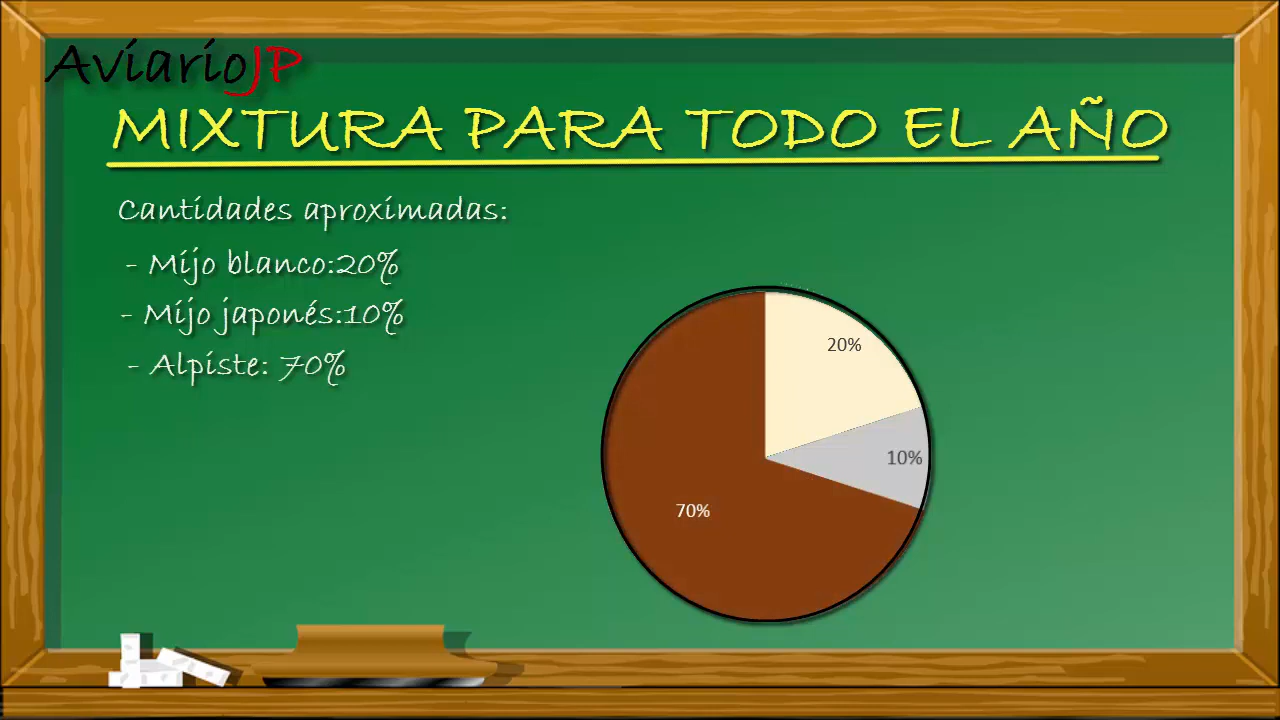 AviarioJP
MIXTURA PARA TODO EL AÑO
Cantidades aproximadas:
- Mijo blanco:20%
- Mijo japonés:10%
- Alpiste: 70%
20%
10%
70%